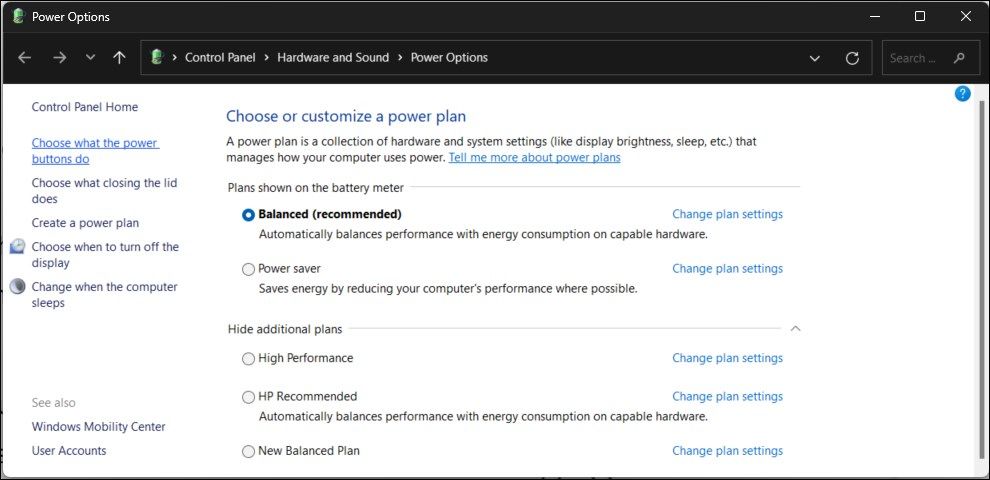 Power Options
Control Panel > Hardware and Sound > Power Options
Search ...
Control Panel Home
Choose what the power
buttons do
Choose what closing the lid
does
Create a power plan
Choose when to turn off the
display
Change when the computer
sleeps
See also
Windows Mobility Center
User Accounts
?
Choose or customize a power plan
A power plan is a collection of hardware and system settings (like display brightness, sleep, etc.) that
manages how your computer uses power. Tell me more about power plans
Plans shown on the battery meter
Balanced (recommended) Change plan settings
Automatically balances performance with energy consumption on capable hardware.
Power saver Change plan settings
Saves energy by reducing your computer's performance where possible.
Hide additional plans
High Performance Change plan settings
HP Recommended Change plan settings
Automatically balances performance with energy consumption on capable hardware.
New Balanced Plan Change plan settings